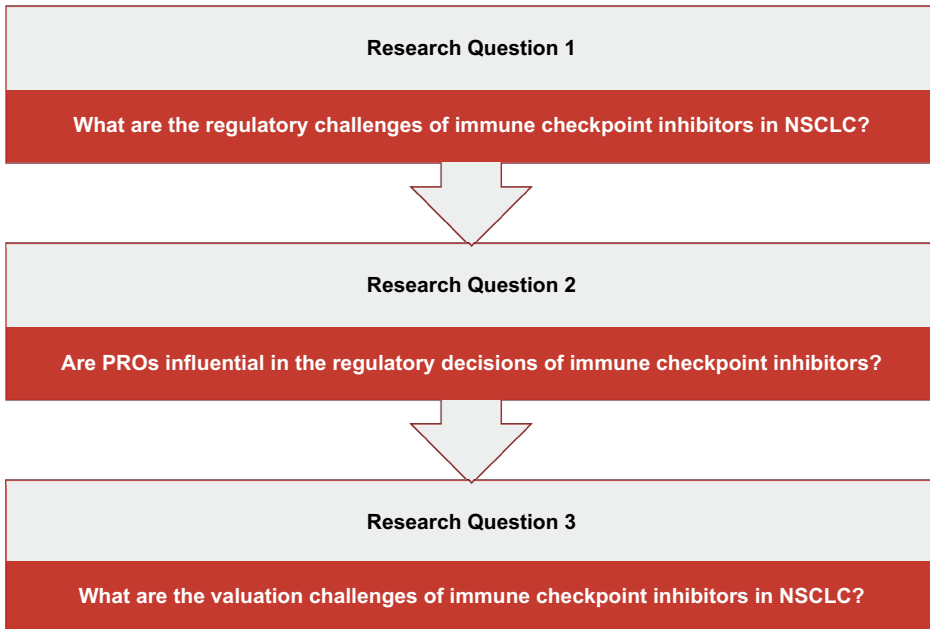 Research Question 1
What are the regulatory challenges of immune checkpoint inhibitors in NSCLC?
Research Question 2
Are PROs influential in the regulatory decisions of immune checkpoint inhibitors?
Research Question 3
What are the valuation challenges of immune checkpoint inhibitors in NSCLC?